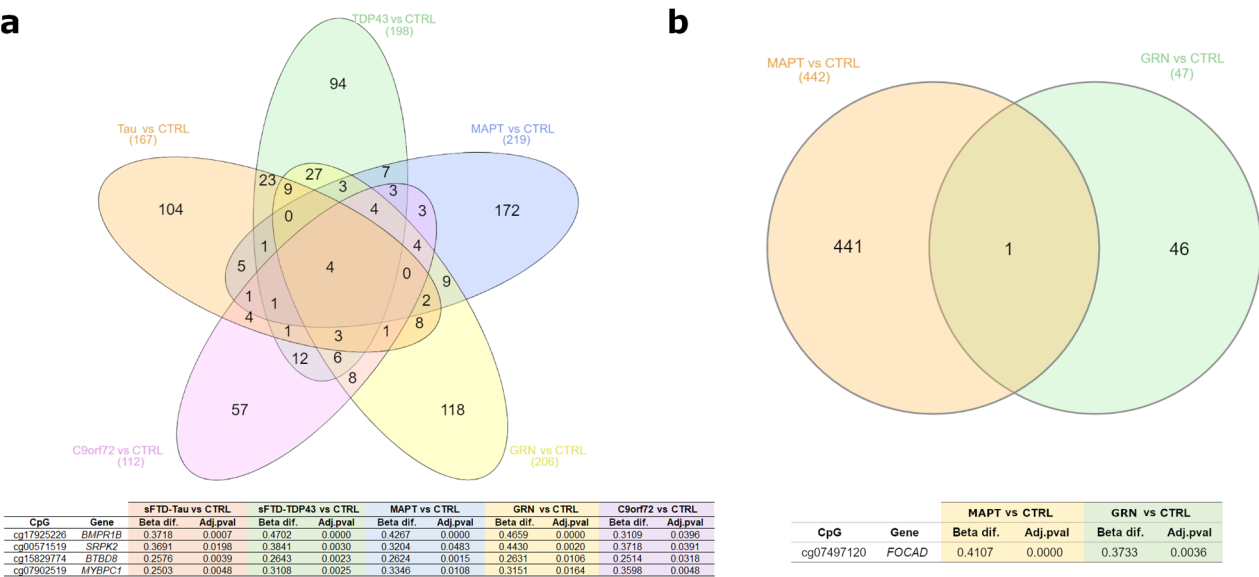 a
TDP43 vs CTRL
(198)
94
Tau vs CTRL
(167)
MAPT vs CTRL
(219)
23
9
27
3
7
3
104
0
4
3
172
1
4
5
4
0
9
1
1
2
4
1
3
1
8
12
6
8
57
118
C9orf72 vs CTRL
(112)
GRN vs CTRL
(206)
sFTD-Tau vs CTRL sFTD-TDP43 vs CTRL MAPT vs CTRL GRN vs CTRL C9orf72 vs CTRL
CpG Gene Beta dif. Adj.pval Beta dif. Adj.pval Beta dif. Adj.pval Beta dif. Adj.pval Beta dif. Adj.pval
cg17925226 BMPR1B 0.3718 0.0007 0.4702 0.0000 0.4267 0.0000 0.4659 0.0000 0.3109 0.0396
cg00571519 SRPK2 0.3691 0.0198 0.3841 0.0030 0.3204 0.0483 0.4430 0.0020 0.3718 0.0391
cg15829774 BTBD8 0.2576 0.0039 0.2643 0.0023 0.2624 0.0015 0.2631 0.0106 0.2514 0.0318
cg07902519 MYBPC1 0.2503 0.0048 0.3108 0.0025 0.3346 0.0108 0.3151 0.0164 0.3598 0.0048
b
MAPT vs CTRL
(442)
GRN vs CTRL
(47)
441
1
46
MAPT vs CTRL GRN vs CTRL
CpG Gene Beta dif. Adj.pval Beta dif. Adj.pval
cg07497120 FOCAD 0.4107 0.0000 0.3733 0.0036